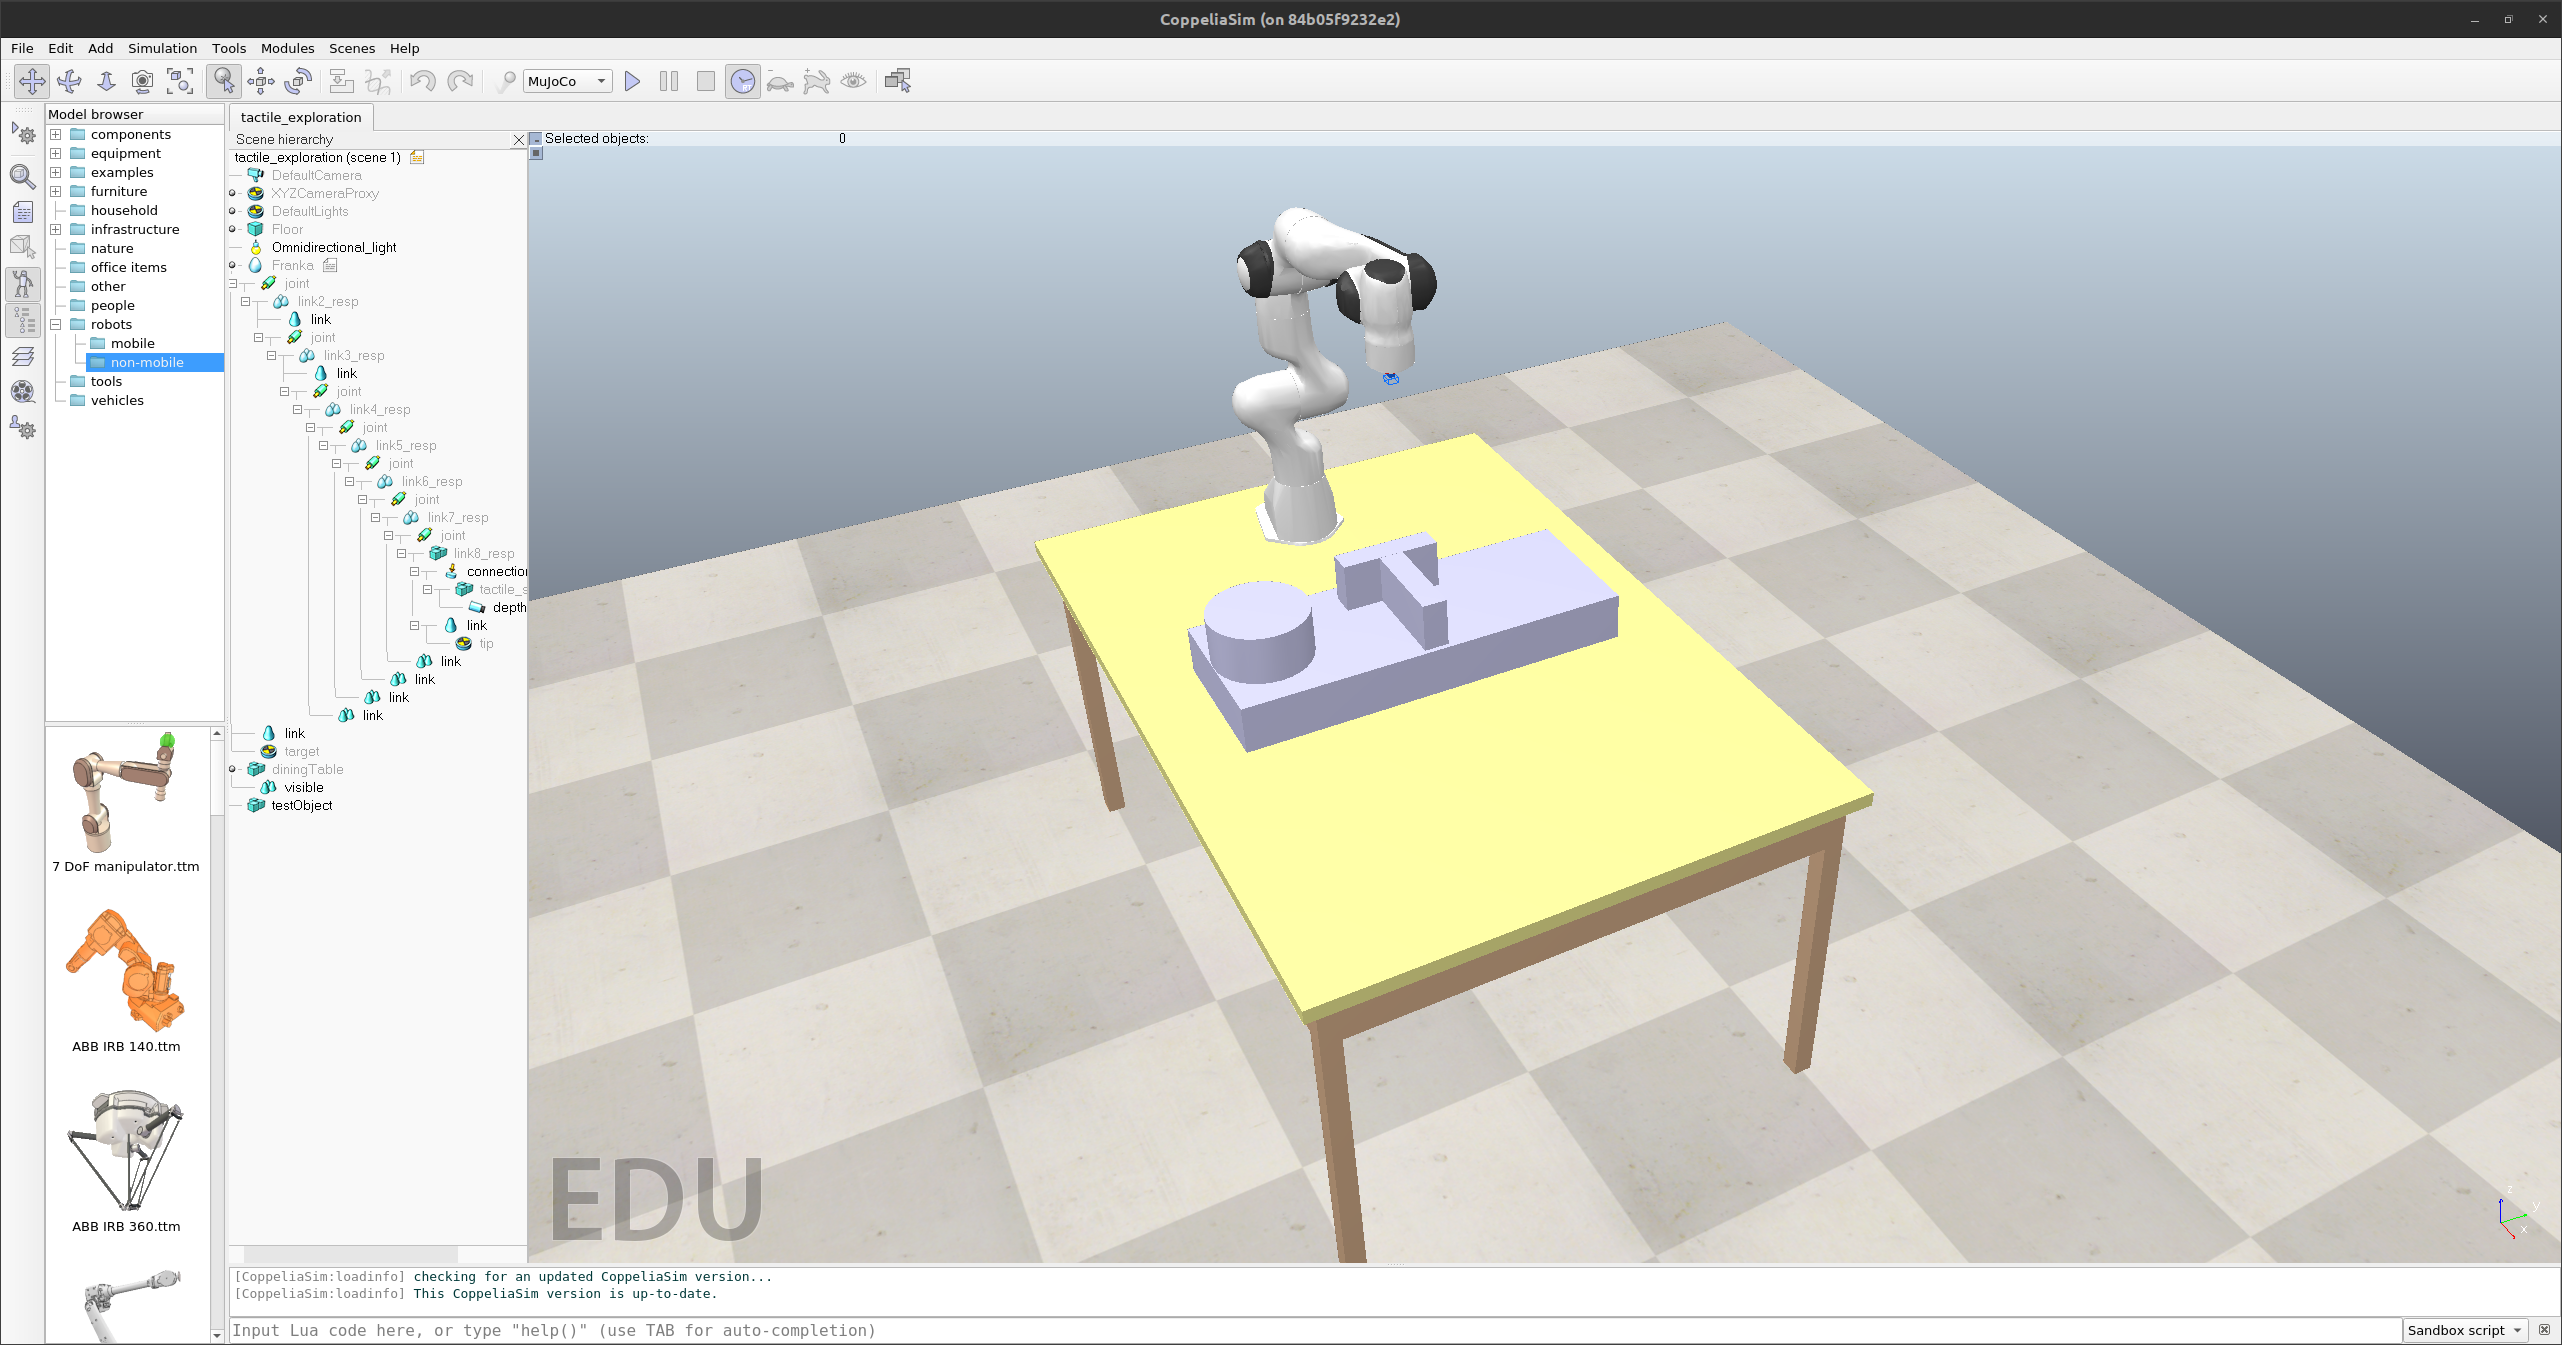 CoppeliaSim (on 84b05f9232e2)
File Edit Add Simulation Tools Modules Scenes Help
MuJoCo
Model browser
components
equipment
examples
furniture
household
infrastructure
nature
office items
other
people
robots
mobile
non-mobile
tools
vehicles
7 DoF manipulator.ttm
ABB IRB 140.ttm
ABB IRB 360.ttm
tactile_exploration
Scene hierarchy
tactile_exploration (scene 1)
DefaultCamera
XYZCameraProxy
DefaultLights
Floor
Omnidirectional_light
Franka
joint
link2_resp
link
joint
link3_resp
link
joint
link4_resp
joint
link5_resp
joint
link6_resp
joint
link7_resp
joint
link8_resp
connection
tactile_s
depth
link
tip
link
link
link
link
link
target
diningTable
visible
testObject
Selected objects: 0
EDU
z
y
x
[CoppeliaSim:loadinfo] checking for an updated CoppeliaSim version...
[CoppeliaSim:loadinfo] This CoppeliaSim version is up-to-date.
Input Lua code here, or type "help()" (use TAB for auto-completion)
Sandbox script